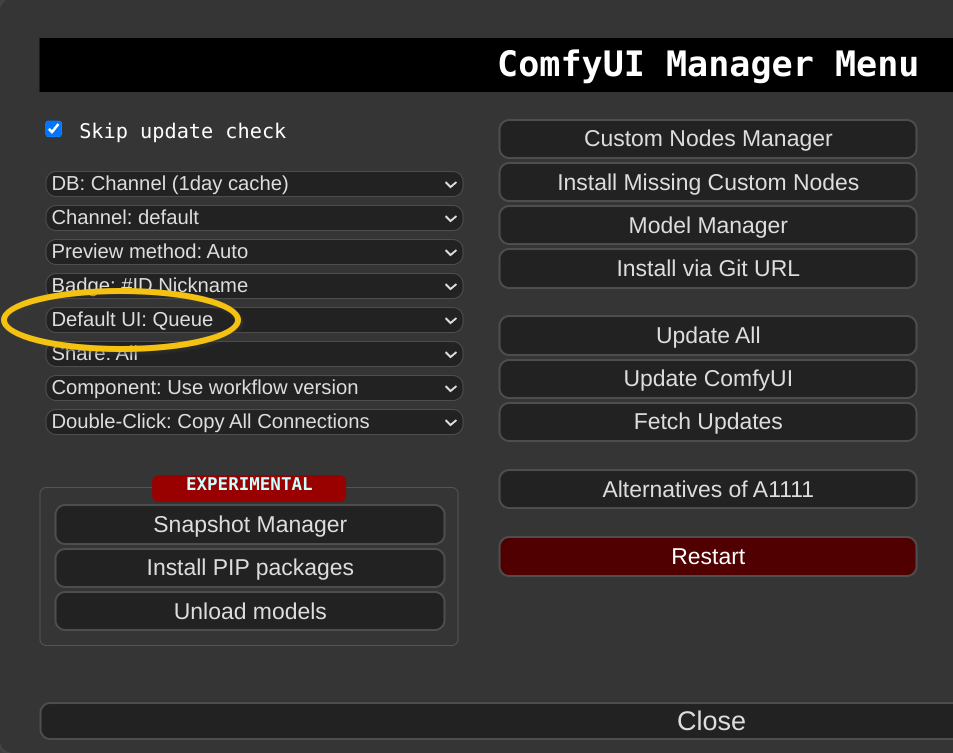 ComfyUI Manager Menu
Skip update check
DB: Channel (1day cache)
Channel: default
Preview method: Auto
Badge: #ID Nickname
Default UI: Queue
Share: All
Component: Use workflow version
Double-Click: Copy All Connections
EXPERIMENTAL
Snapshot Manager
Install PIP packages
Unload models
Custom Nodes Manager
Install Missing Custom Nodes
Model Manager
Install via Git URL
Update All
Update ComfyUI
Fetch Updates
Alternatives of A1111
Restart
Close